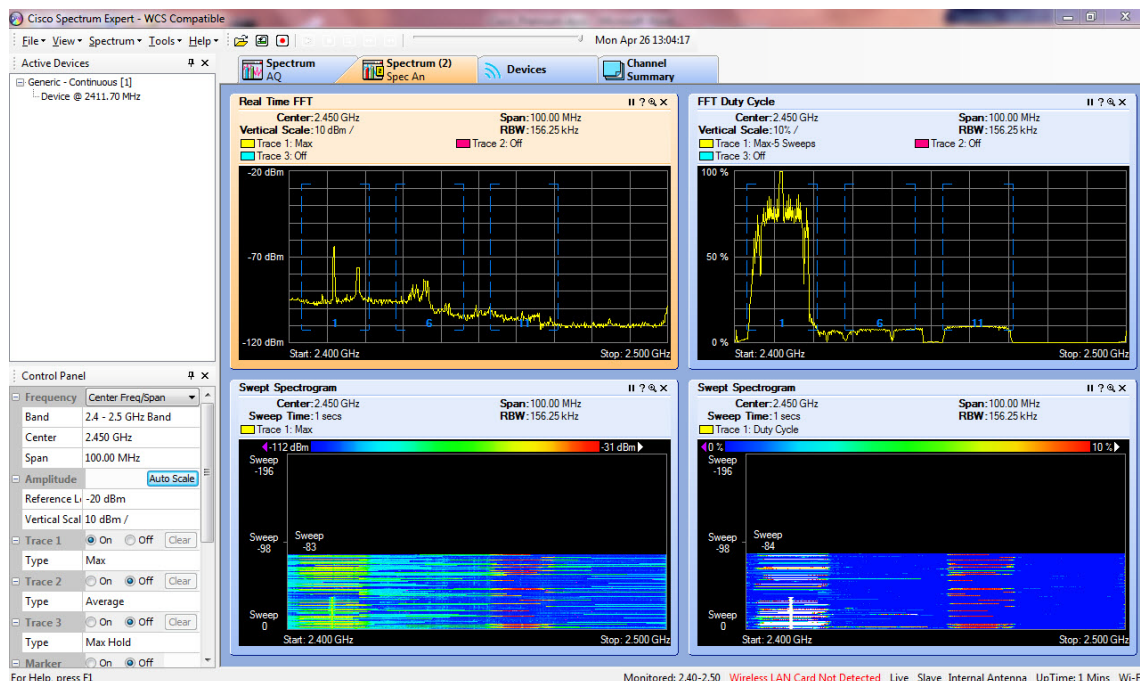 Cisco Spectrum Expert - WCS Compatible
File View Spectrum Tools Help Mon Apr 26 13:04:17
Active Devices
Generic - Continuous [1]
Device @ 2411.70 MHz
Spectrum AQ
Spectrum (2) Spec An
Devices
Channel Summary
Real Time FFT
Center: 2.450 GHz Span: 100.00 MHz
Vertical Scale: 10 dBm / RBW: 156.25 kHz
Trace 1: Max Trace 2: Off
Trace 3: Off
-20 dBm
-70 dBm
-120 dBm
1 6 11
Start: 2.400 GHz Stop: 2.500 GHz
FFT Duty Cycle
Center: 2.450 GHz Span: 100.00 MHz
Vertical Scale: 10% / RBW: 156.25 kHz
Trace 1: Max-5 Sweeps Trace 2: Off
Trace 3: Off
100 %
50 %
0 %
1 6 11
Start: 2.400 GHz Stop: 2.500 GHz
Control Panel
Frequency Center Freq/Span
Band 2.4 - 2.5 GHz Band
Center 2.450 GHz
Span 100.00 MHz
Amplitude Auto Scale
Reference L -20 dBm
Vertical Scal 10 dBm /
Trace 1 On Off Clear
Type Max
Trace 2 On Off Clear
Type Average
Trace 3 On Off Clear
Type Max Hold
Marker On Off
Swept Spectrogram
Center: 2.450 GHz Span: 100.00 MHz
Sweep Time: 1 secs RBW: 156.25 kHz
Trace 1: Max
-112 dBm -31 dBm
Sweep -196
Sweep -98
Sweep -83
Sweep 0
Start: 2.400 GHz Stop: 2.500 GHz
Swept Spectrogram
Center: 2.450 GHz Span: 100.00 MHz
Sweep Time: 1 secs RBW: 156.25 kHz
Trace 1: Duty Cycle
0 % 10 %
Sweep -196
Sweep -98
Sweep -84
Sweep 0
Start: 2.400 GHz Stop: 2.500 GHz
For Help, press F1
Monitored: 2.40-2.50 Wireless LAN Card Not Detected Live Slave Internal Antenna UpTime: 1 Mins Wi-F